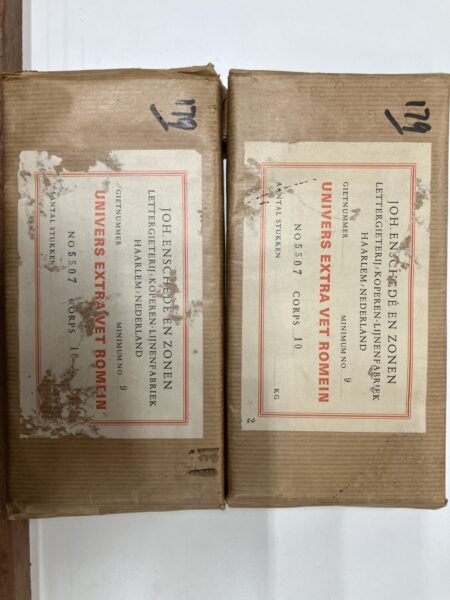 179
JOH. ENSCHEDÉ EN ZONEN
LETTERGIETERIJ/KOPEREN-LIJNENFABRIEK
HAARLEM/NEDERLAND
GIETNUMMER MINIMUM NO 9
UNIVERS EXTRA VET ROMEIN
NO 5507 CORPS 10
AANTAL STUKKEN
179
JOH. ENSCHEDÉ EN ZONEN
LETTERGIETERIJ/KOPEREN-LIJNENFABRIEK
HAARLEM/NEDERLAND
GIETNUMMER MINIMUM NO 9
UNIVERS EXTRA VET ROMEIN
NO 5507 CORPS 10
AANTAL STUKKEN KG
2